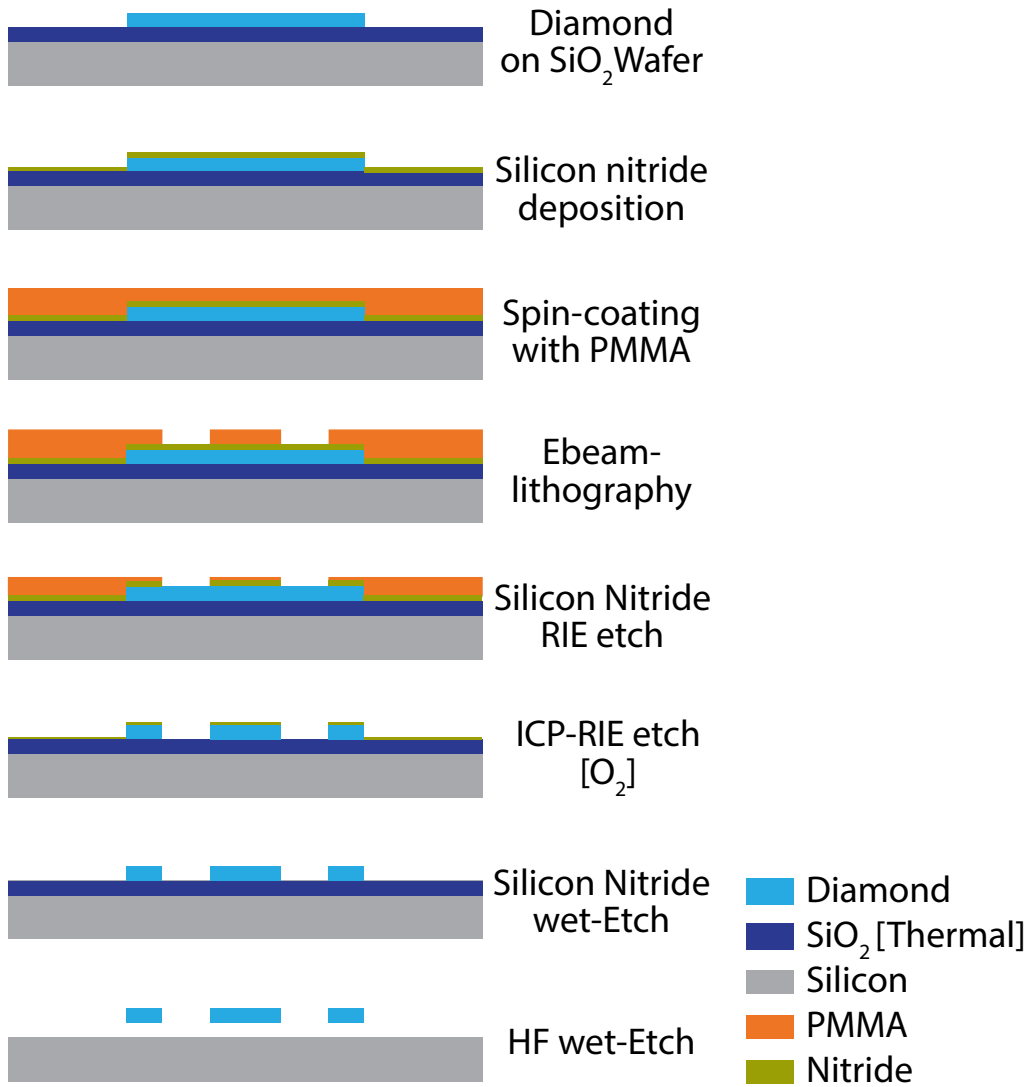 Diamond
on SiO₂Wafer
Silicon nitride
deposition
Spin-coating
with PMMA
Ebeam-
lithography
Silicon Nitride
RIE etch
ICP-RIE etch
[O₂]
Silicon Nitride
wet-Etch
HF wet-Etch
Diamond
SiO₂ [Thermal]
Silicon
PMMA
Nitride